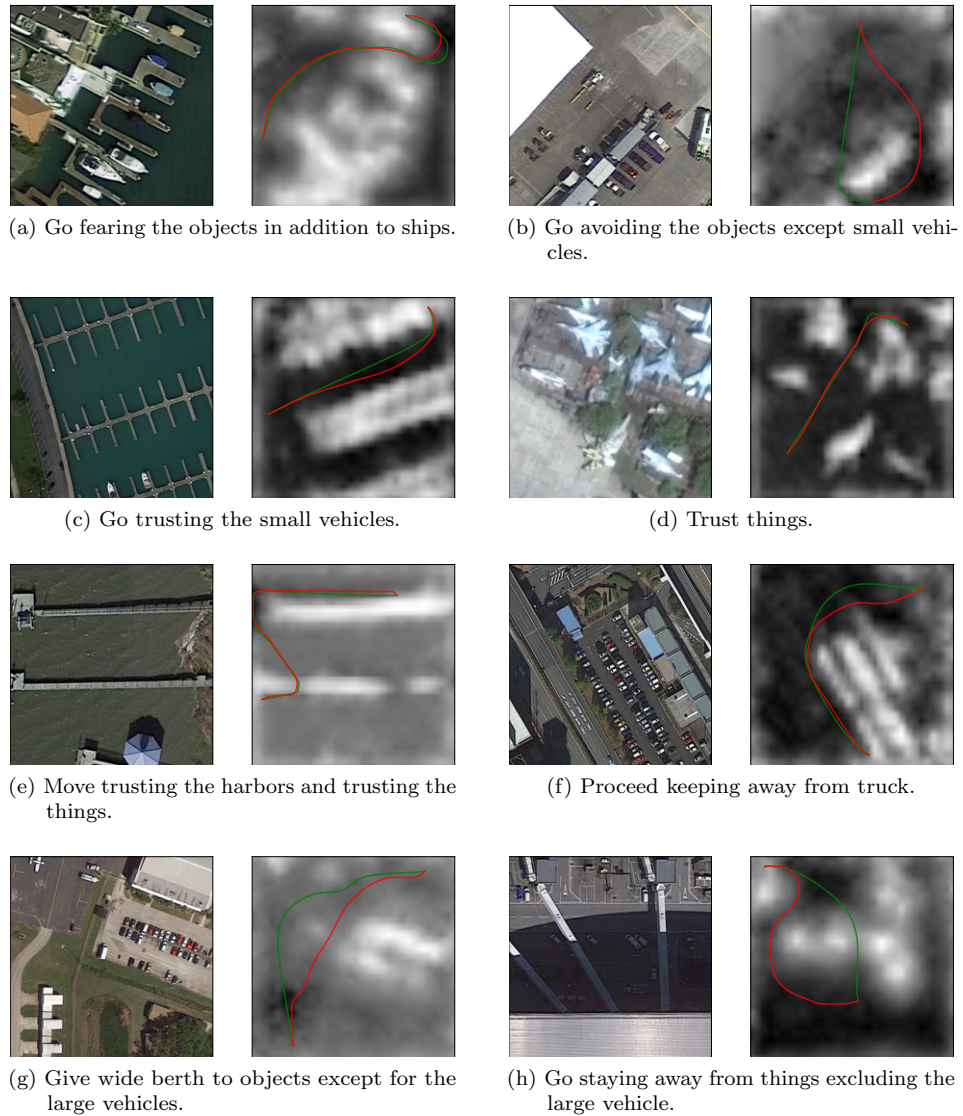 (a) Go fearing the objects in addition to ships.
(b) Go avoiding the objects except small vehi-
cles.
(c) Go trusting the small vehicles.
(d) Trust things.
(e) Move trusting the harbors and trusting the
things.
(f) Proceed keeping away from truck.
(g) Give wide berth to objects except for the
large vehicles.
(h) Go staying away from things excluding the
large vehicle.